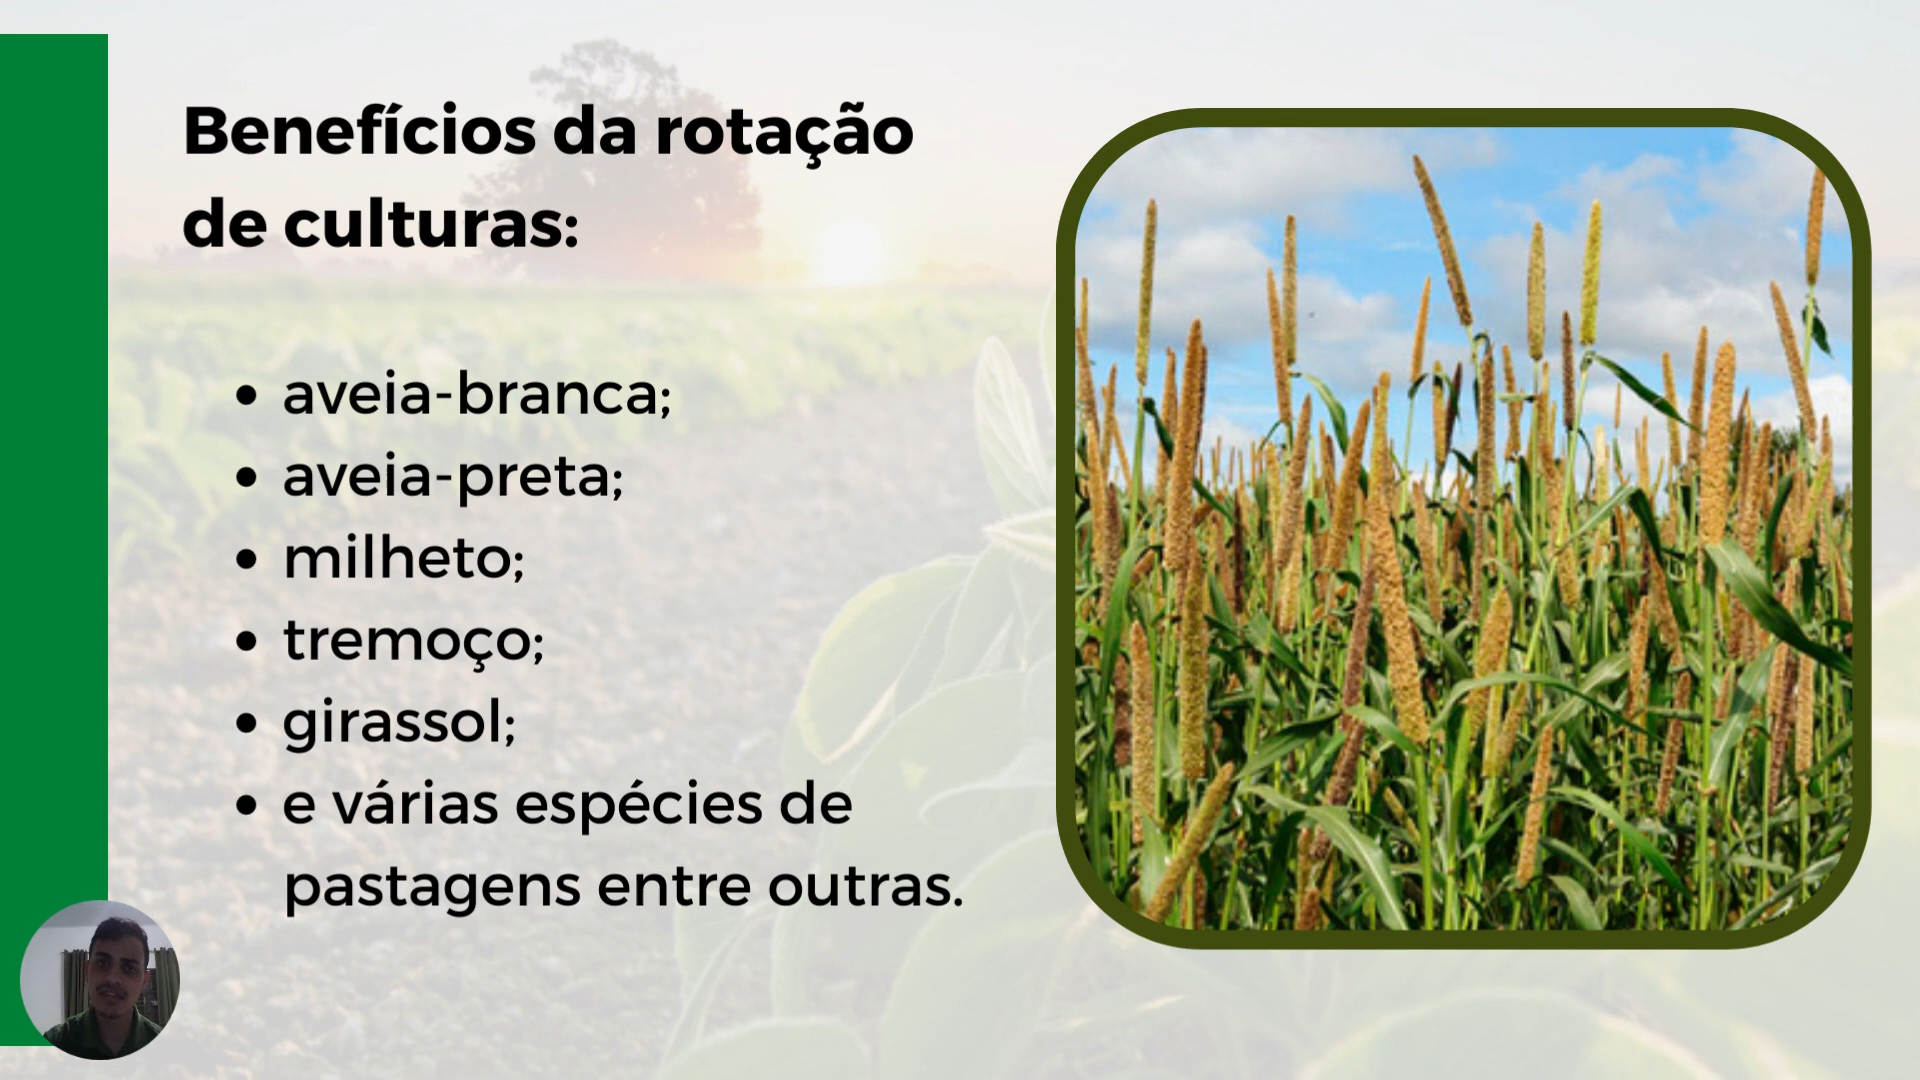 Benefícios da rotação
de culturas:
• aveia-branca;
• aveia-preta;
• milheto;
• tremoço;
• girassol;
• e várias espécies de
pastagens entre outras.